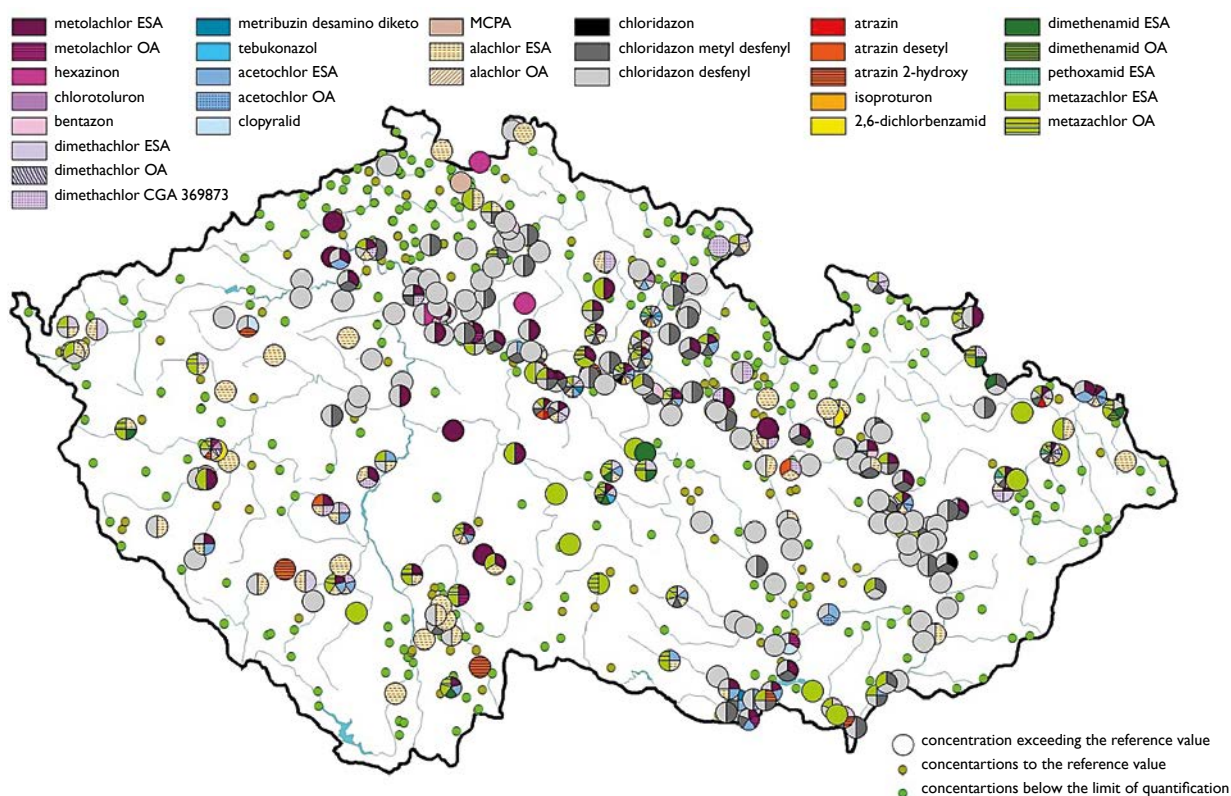 metolachlor ESA
metolachlor OA
hexazinon
chlorotoluron
bentazon
dimethachlor ESA
dimethachlor OA
dimethachlor CGA 369873
metribuzin desamino diketo
tebukonazol
acetochlor ESA
acetochlor OA
clopyralid
MCPA
alachlor ESA
alachlor OA
chloridazon
chloridazon metyl desfenyl
chloridazon desfenyl
atrazin
atrazin desetyl
atrazin 2-hydroxy
isoproturon
2,6-dichlorbenzamid
dimethenamid ESA
dimethenamid OA
pethoxamid ESA
metazachlor ESA
metazachlor OA
concentration exceeding the reference value
concentartions to the reference value
concentartions below the limit of quantification